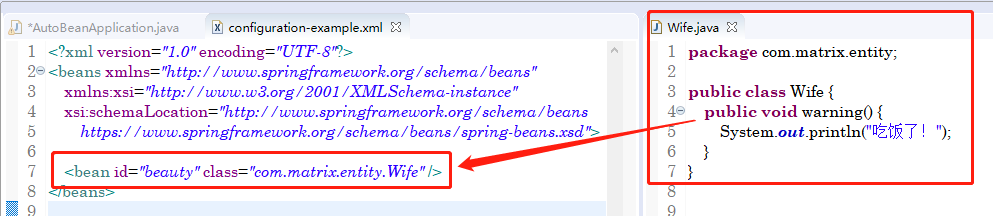 *AutoBeanApplication.java
configuration-example.xml
1 <?xml version="1.0" encoding="UTF-8"?>
2 <beans xmlns="http://www.springframework.org/schema/beans"
3 xmlns:xsi="http://www.w3.org/2001/XMLSchema-instance"
4 xsi:schemaLocation="http://www.springframework.org/schema/beans
5 https://www.springframework.org/schema/beans/spring-beans.xsd">
6
7 <bean id="beauty" class="com.matrix.entity.Wife" />
8 </beans>
9
Wife.java
1 package com.matrix.entity;
2
3 public class Wife {
4 public void warning() {
5 System.out.println("吃饭了！");
6 }
7 }
8